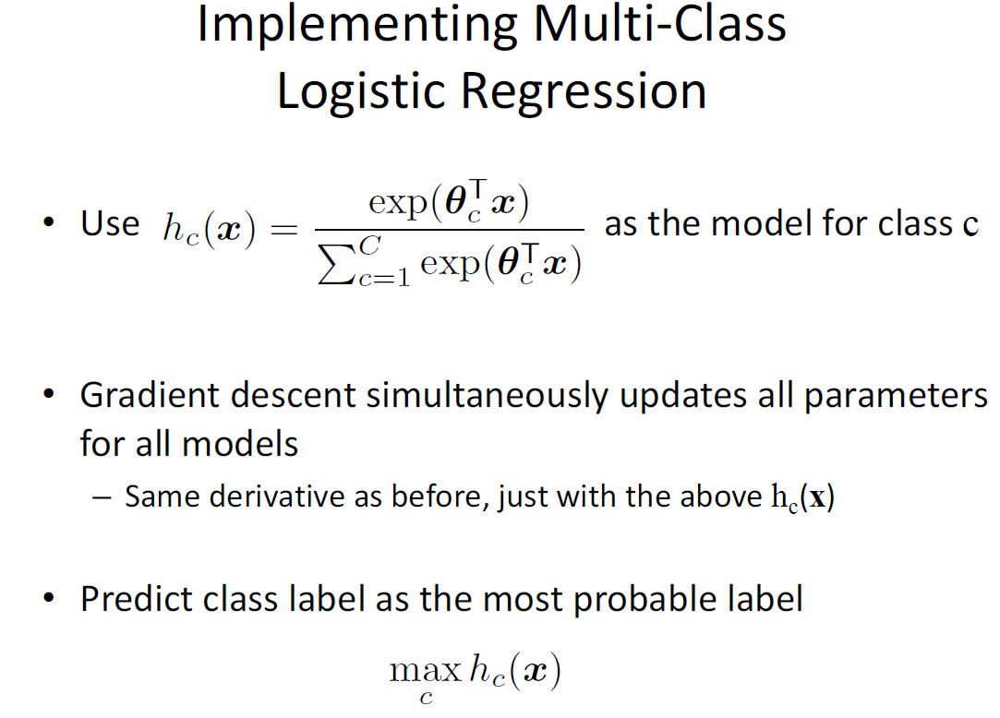 Implementing Multi-Class
Logistic Regression
• Use $h_c(\boldsymbol{x}) = \frac{\exp(\boldsymbol{\theta}_c^{\mathsf{T}} \boldsymbol{x})}{\sum_{c=1}^{C} \exp(\boldsymbol{\theta}_c^{\mathsf{T}} \boldsymbol{x})}$ as the model for class c
• Gradient descent simultaneously updates all parameters
for all models
– Same derivative as before, just with the above h_c(x)
• Predict class label as the most probable label
$\max_c h_c(\boldsymbol{x})$